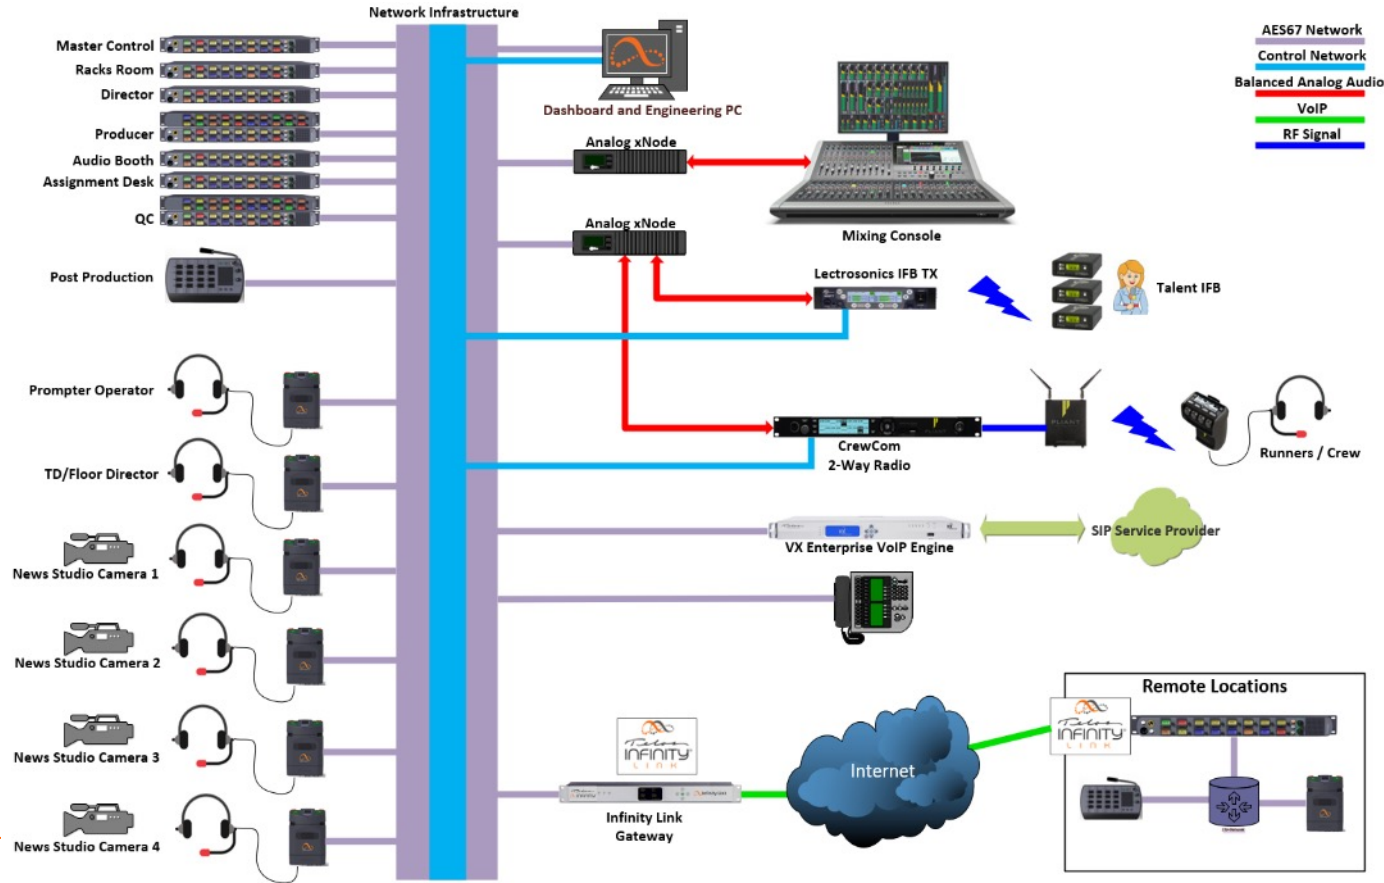 Network Infrastructure
Master Control
Racks Room
Director
Producer
Audio Booth
Assignment Desk
QC
Post Production
Prompter Operator
TD/Floor Director
News Studio Camera 1
News Studio Camera 2
News Studio Camera 3
News Studio Camera 4
Dashboard and Engineering PC
Analog xNode
Mixing Console
Analog xNode
Lectrosonics IFB TX
Talent IFB
CrewCom
2-Way Radio
PLIANT
Runners / Crew
VX Enterprise VoIP Engine
SIP Service Provider
Telos
INFINITY
LINK
Infinity Link
Gateway
Internet
Remote Locations
Telos
INFINITY
LINK
AES67 Network
Control Network
Balanced Analog Audio
VoIP
RF Signal